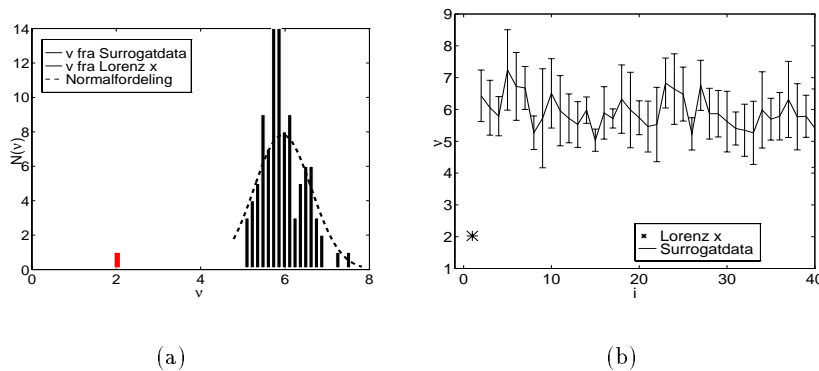 14
12
10
8
6
4
2
0
N(ν)
v fra Surrogatdata
v fra Lorenz x
Normalfordeling
0 2 4 6 8
ν
9
8
7
6
5
4
3
2
1
ν
Lorenz x
Surrogatdata
0 10 20 30 40
i
(a) (b)